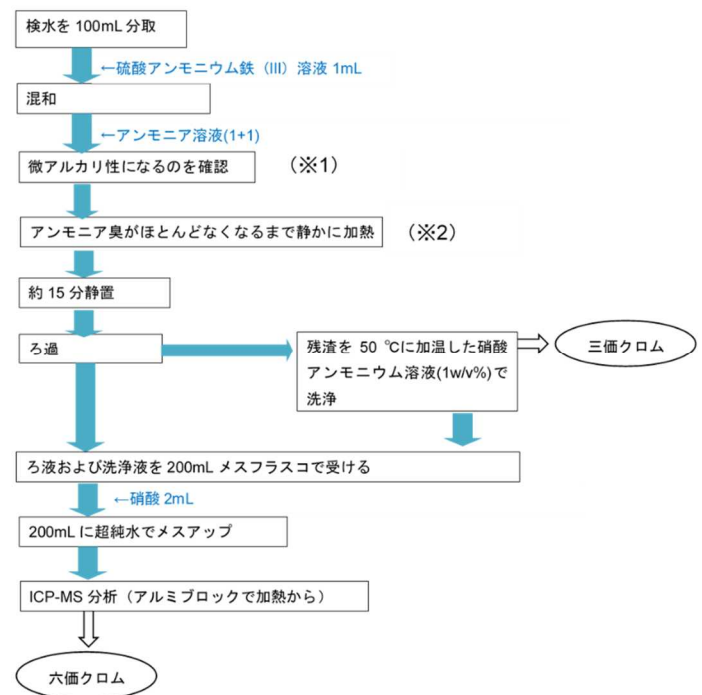 検水を 100mL 分取
←硫酸アンモニウム鉄（III）溶液 1mL
混和
←アンモニア溶液(1+1)
微アルカリ性になるのを確認
（※1）
アンモニア臭がほとんどなくなるまで静かに加熱
（※2）
約 15 分静置
ろ過
残渣を 50 ℃に加温した硝酸
アンモニウム溶液(1w/v%)で
洗浄
三価クロム
ろ液および洗浄液を 200mL メスフラスコで受ける
←硝酸 2mL
200mL に超純水でメスアップ
ICP-MS 分析（アルミブロックで加熱から）
六価クロム